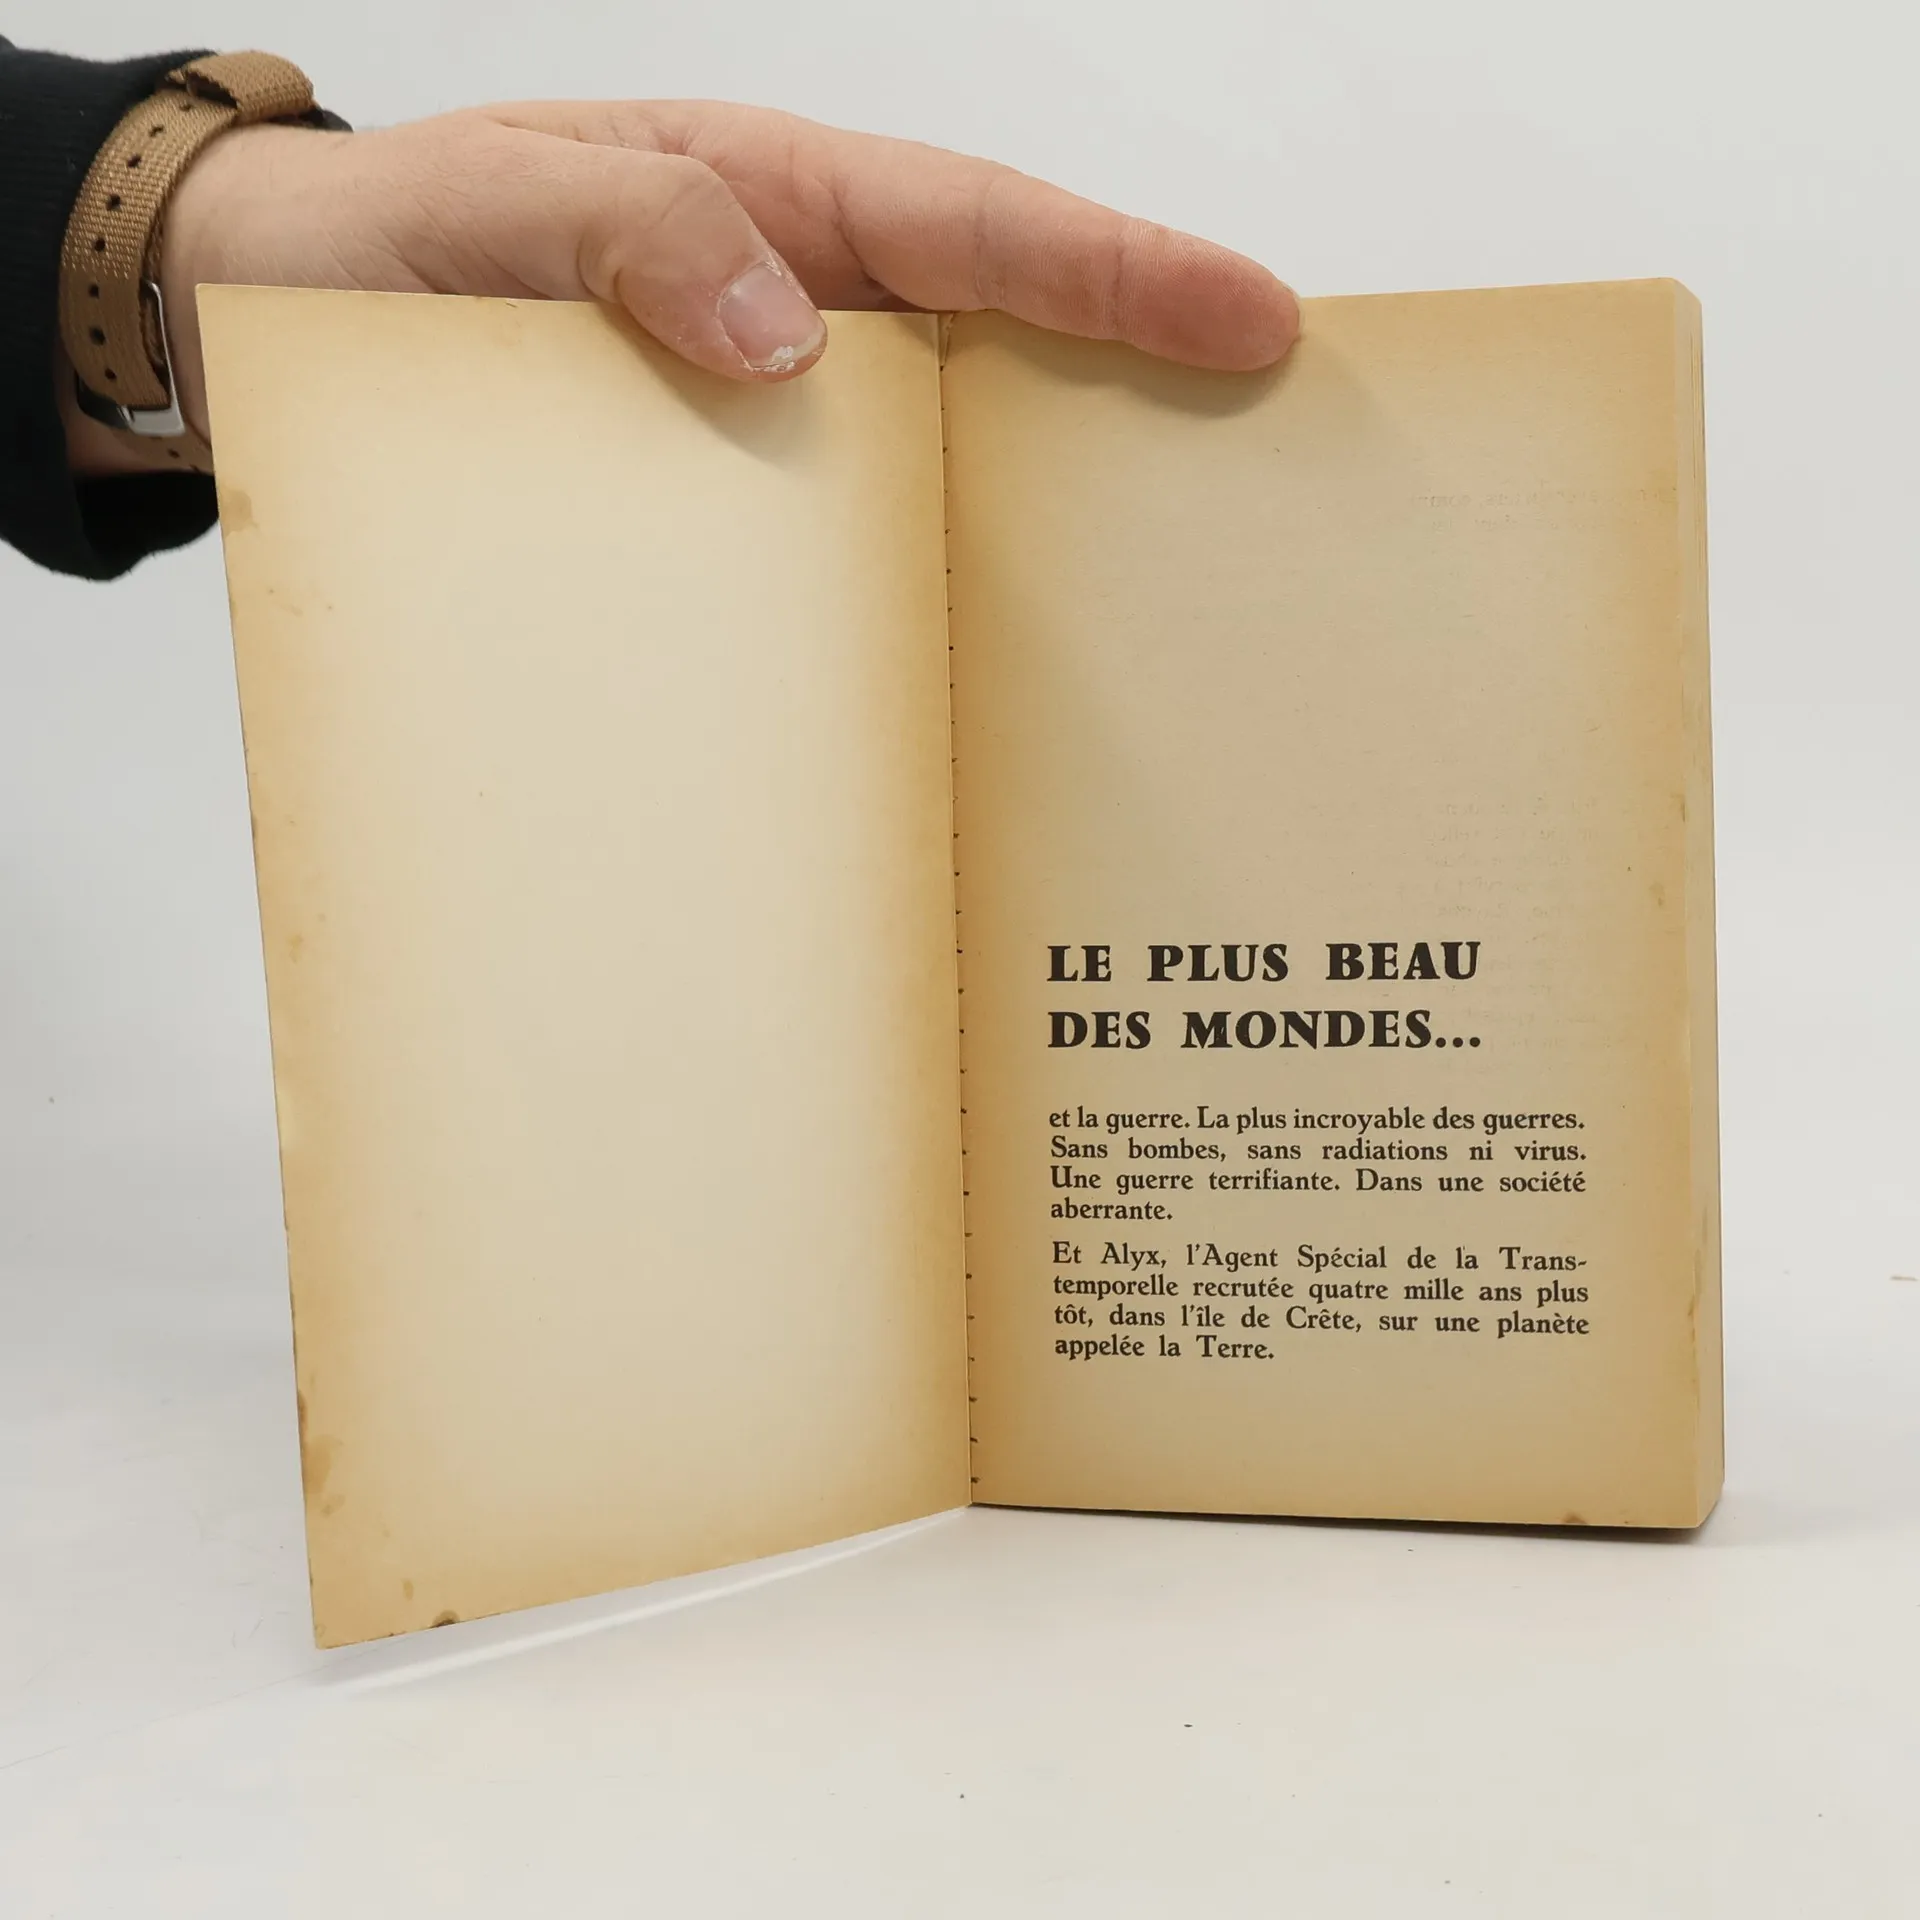 LE PLUS BEAU
DES MONDES...
et la guerre. La plus incroyable des guerres.
Sans bombes, sans radiations ni virus.
Une guerre terrifiante. Dans une société
aberrante.
Et Alyx, l'Agent Spécial de la Trans-
temporelle recrutée quatre mille ans plus
tôt, dans l'île de Crête, sur une planète
appelée la Terre.